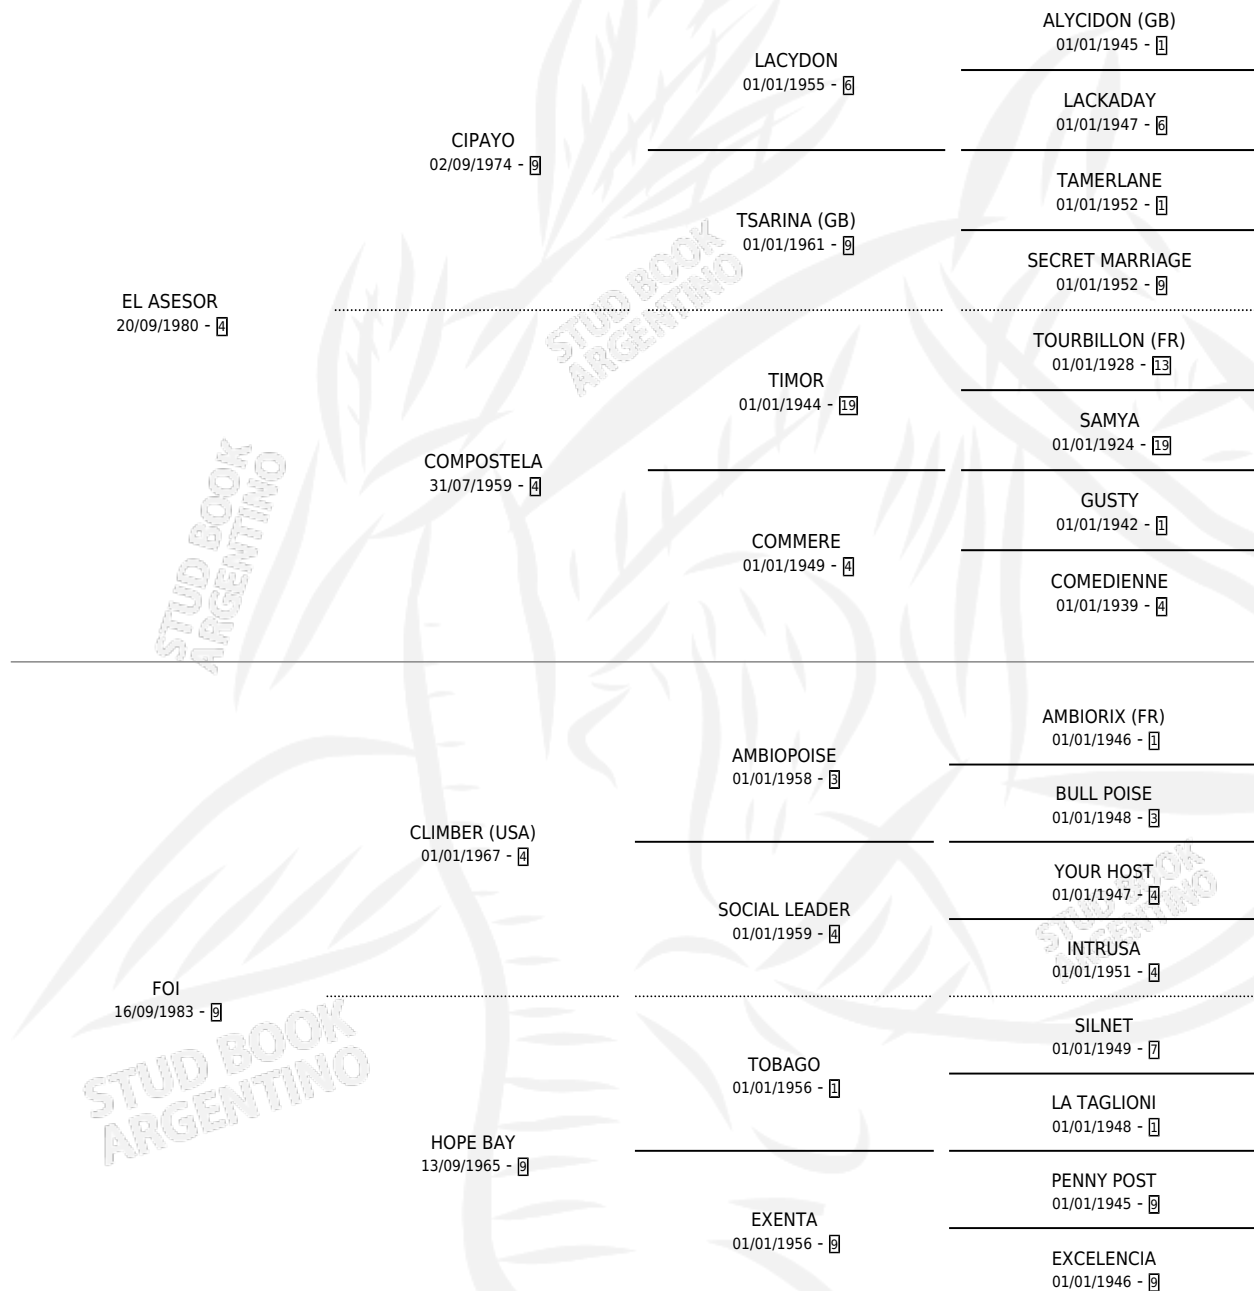 ALYCIDON (GB)
01/01/1945 - 1
LACYDON
01/01/1955 - 6
LACKADAY
01/01/1947 - 6
CIPAYO
02/09/1974 - 9
TAMERLANE
01/01/1952 - 1
TSARINA (GB)
01/01/1961 - 9
SECRET MARRIAGE
01/01/1952 - 9
EL ASESOR
20/09/1980 - 4
TOURBILLON (FR)
01/01/1928 - 13
TIMOR
01/01/1944 - 19
SAMYA
01/01/1924 - 19
COMPOSTELA
31/07/1959 - 4
GUSTY
01/01/1942 - 1
COMMERE
01/01/1949 - 4
COMEDIENNE
01/01/1939 - 4
AMBIORIX (FR)
01/01/1946 - 1
AMBIOPOISE
01/01/1958 - 3
BULL POISE
01/01/1948 - 3
CLIMBER (USA)
01/01/1967 - 4
YOUR HOST
01/01/1947 - 4
SOCIAL LEADER
01/01/1959 - 4
INTRUSA
01/01/1951 - 4
FOI
16/09/1983 - 9
SILNET
01/01/1949 - 7
TOBAGO
01/01/1956 - 1
LA TAGLIONI
01/01/1948 - 1
HOPE BAY
13/09/1965 - 9
PENNY POST
01/01/1945 - 9
EXENTA
01/01/1956 - 9
EXCELENCIA
01/01/1946 - 9
STUD BOOK
ARGENTINO
STUD BOOK
ARGENTINO
STUD BOOK
ARGENTINO
STUD BOOK
ARGENTINO